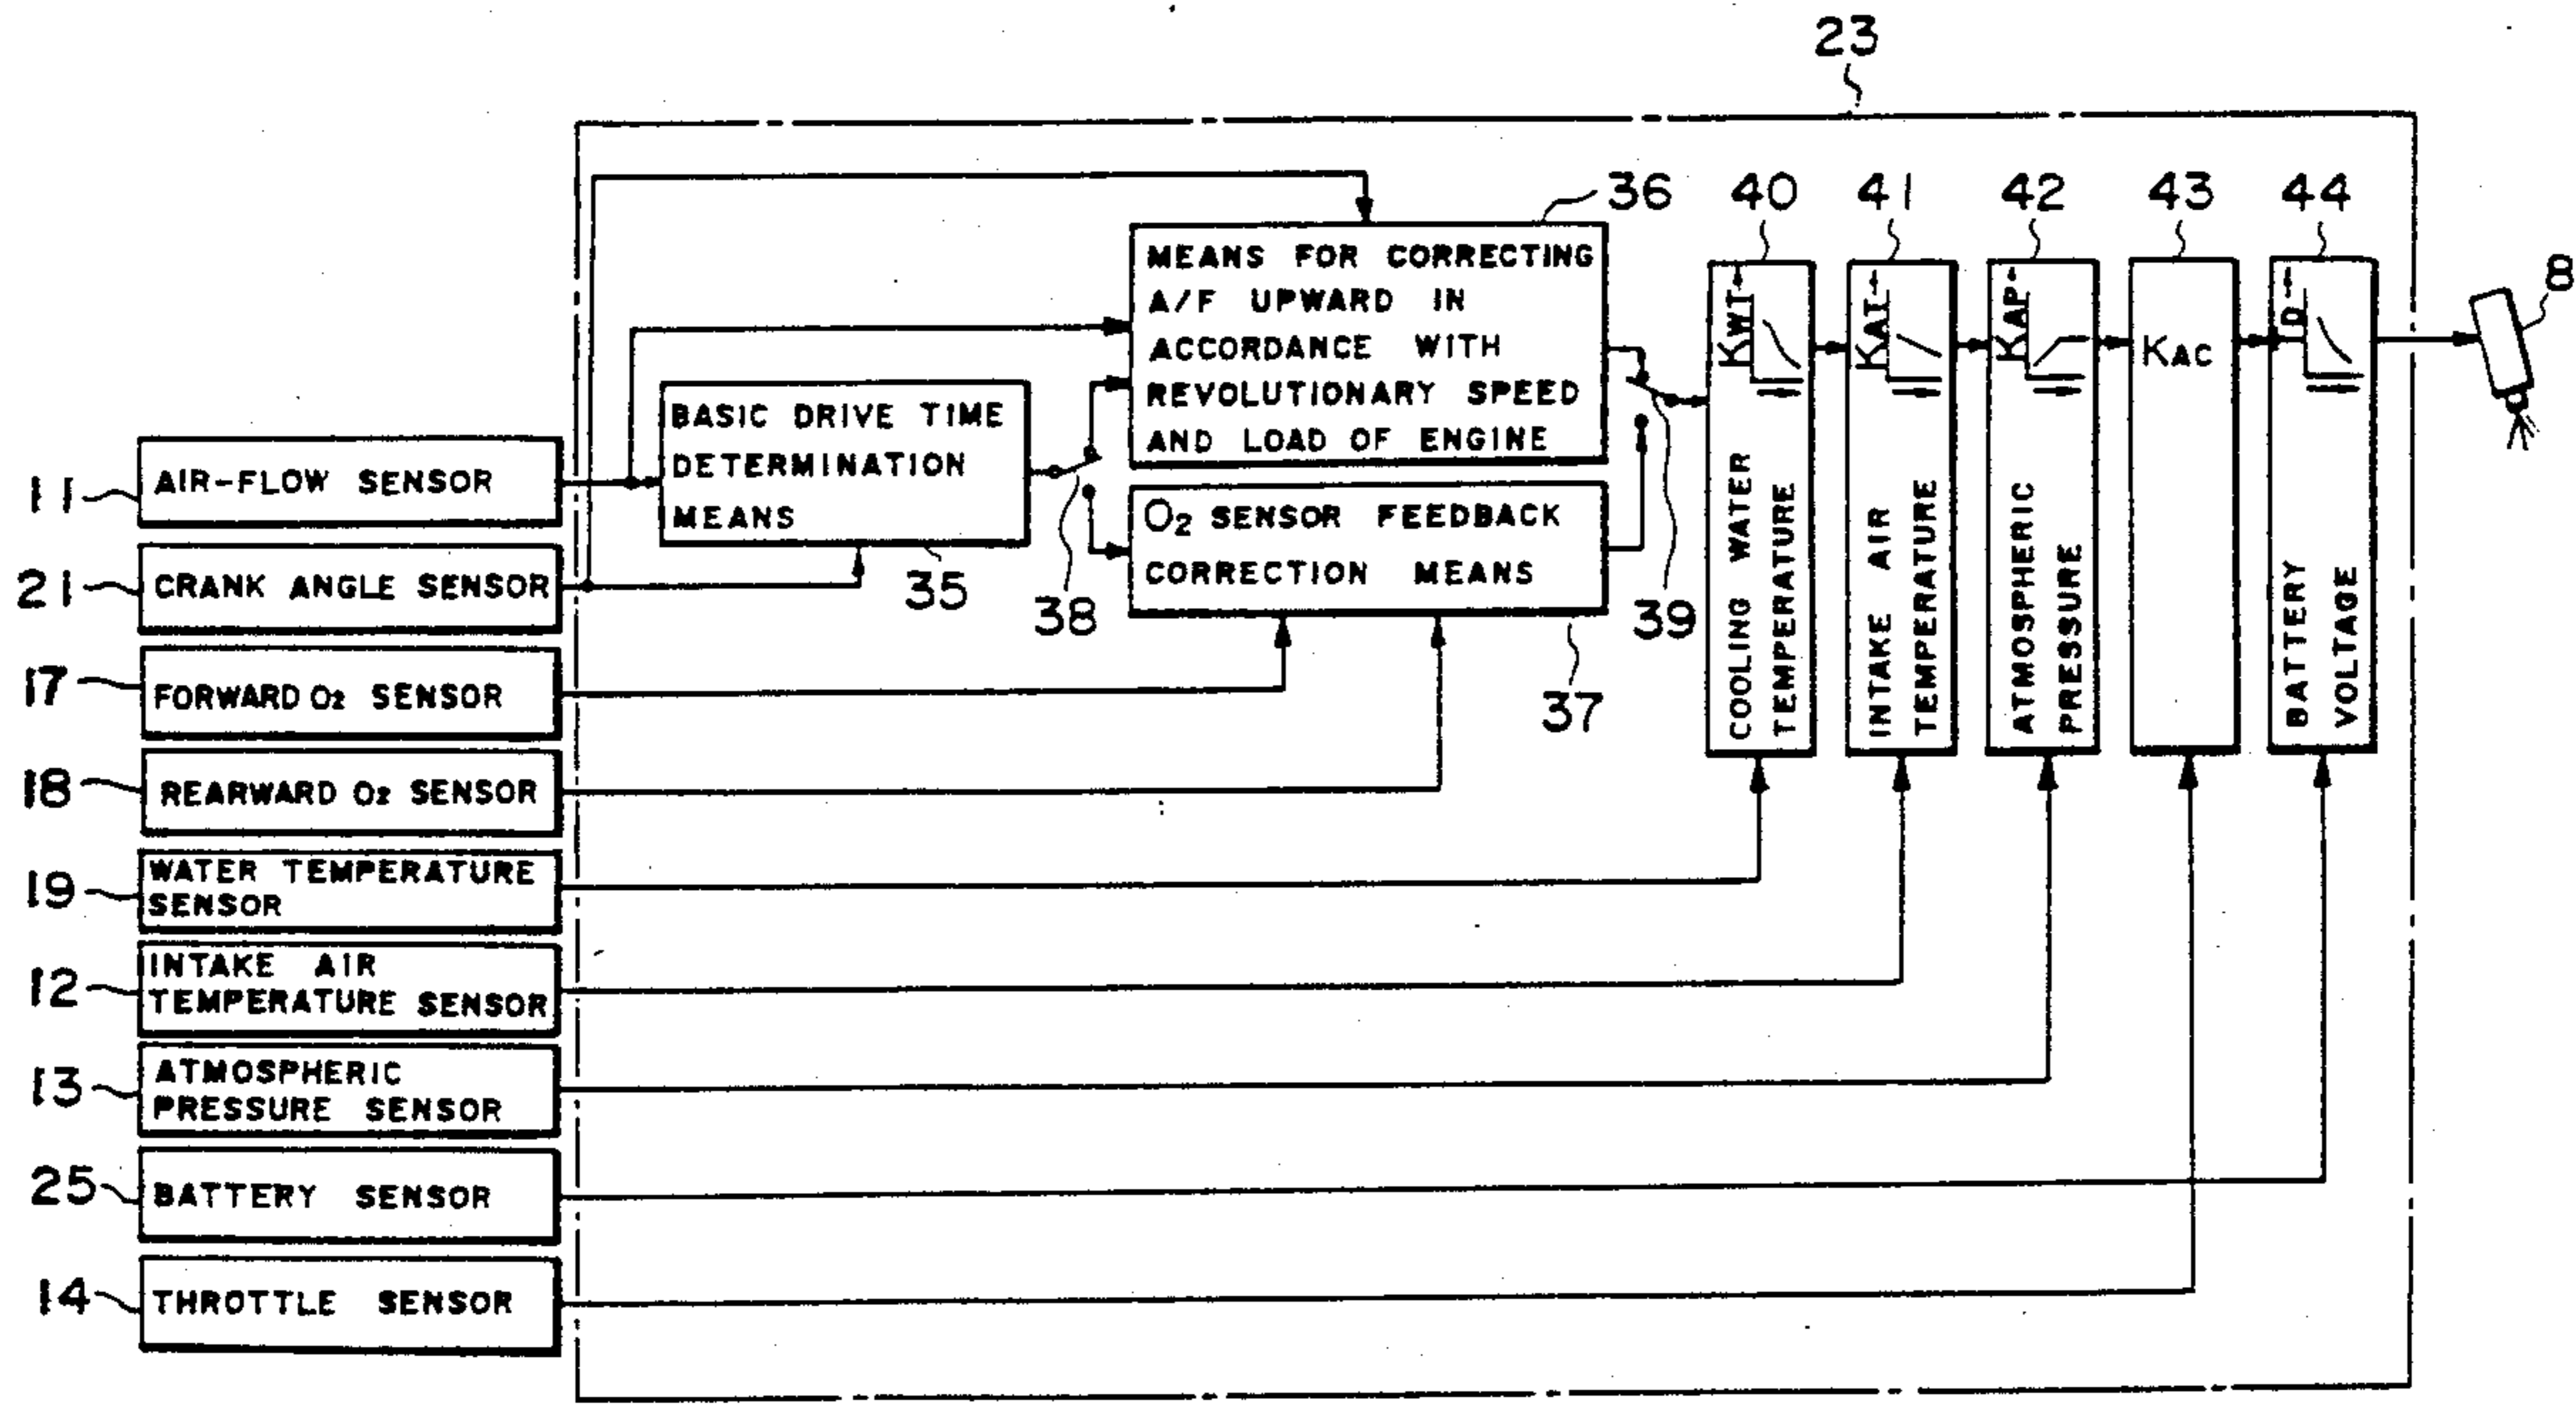 23
36
40
41
42
43
44
8
MEANS FOR CORRECTING
A/F UPWARD IN
ACCORDANCE WITH
REVOLUTIONARY SPEED
AND LOAD OF ENGINE
KWT
KAT
KAP
KAC
TD
BASIC DRIVE TIME
DETERMINATION
MEANS
35
38
39
O2 SENSOR FEEDBACK
CORRECTION MEANS
37
COOLING WATER
TEMPERATURE
INTAKE AIR
TEMPERATURE
ATMOSPHERIC
PRESSURE
BATTERY
VOLTAGE
11
AIR-FLOW SENSOR
21
CRANK ANGLE SENSOR
17
FORWARD O2 SENSOR
18
REARWARD O2 SENSOR
19
WATER TEMPERATURE
SENSOR
12
INTAKE AIR
TEMPERATURE SENSOR
13
ATMOSPHERIC
PRESSURE SENSOR
25
BATTERY SENSOR
14
THROTTLE SENSOR